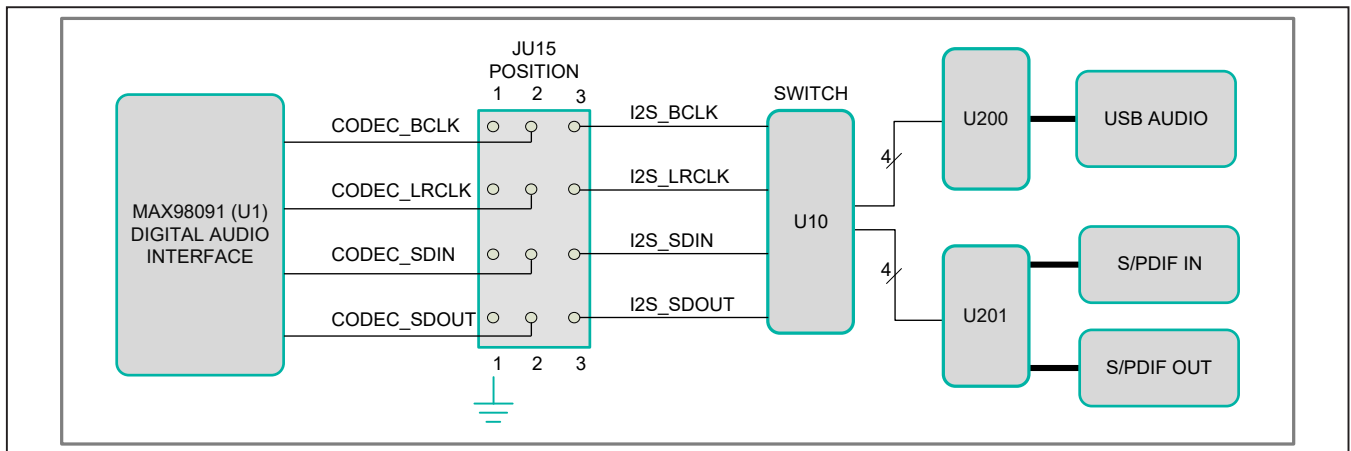 JU15
POSITION
1 2 3
SWITCH
CODEC_BCLK
I2S_BCLK
CODEC_LRCLK
I2S_LRCLK
CODEC_SDIN
I2S_SDIN
CODEC_SDOUT
I2S_SDOUT
1 2 3
MAX98091 (U1)
DIGITAL AUDIO
INTERFACE
U10
4
4
U200
USB AUDIO
U201
S/PDIF IN
S/PDIF OUT